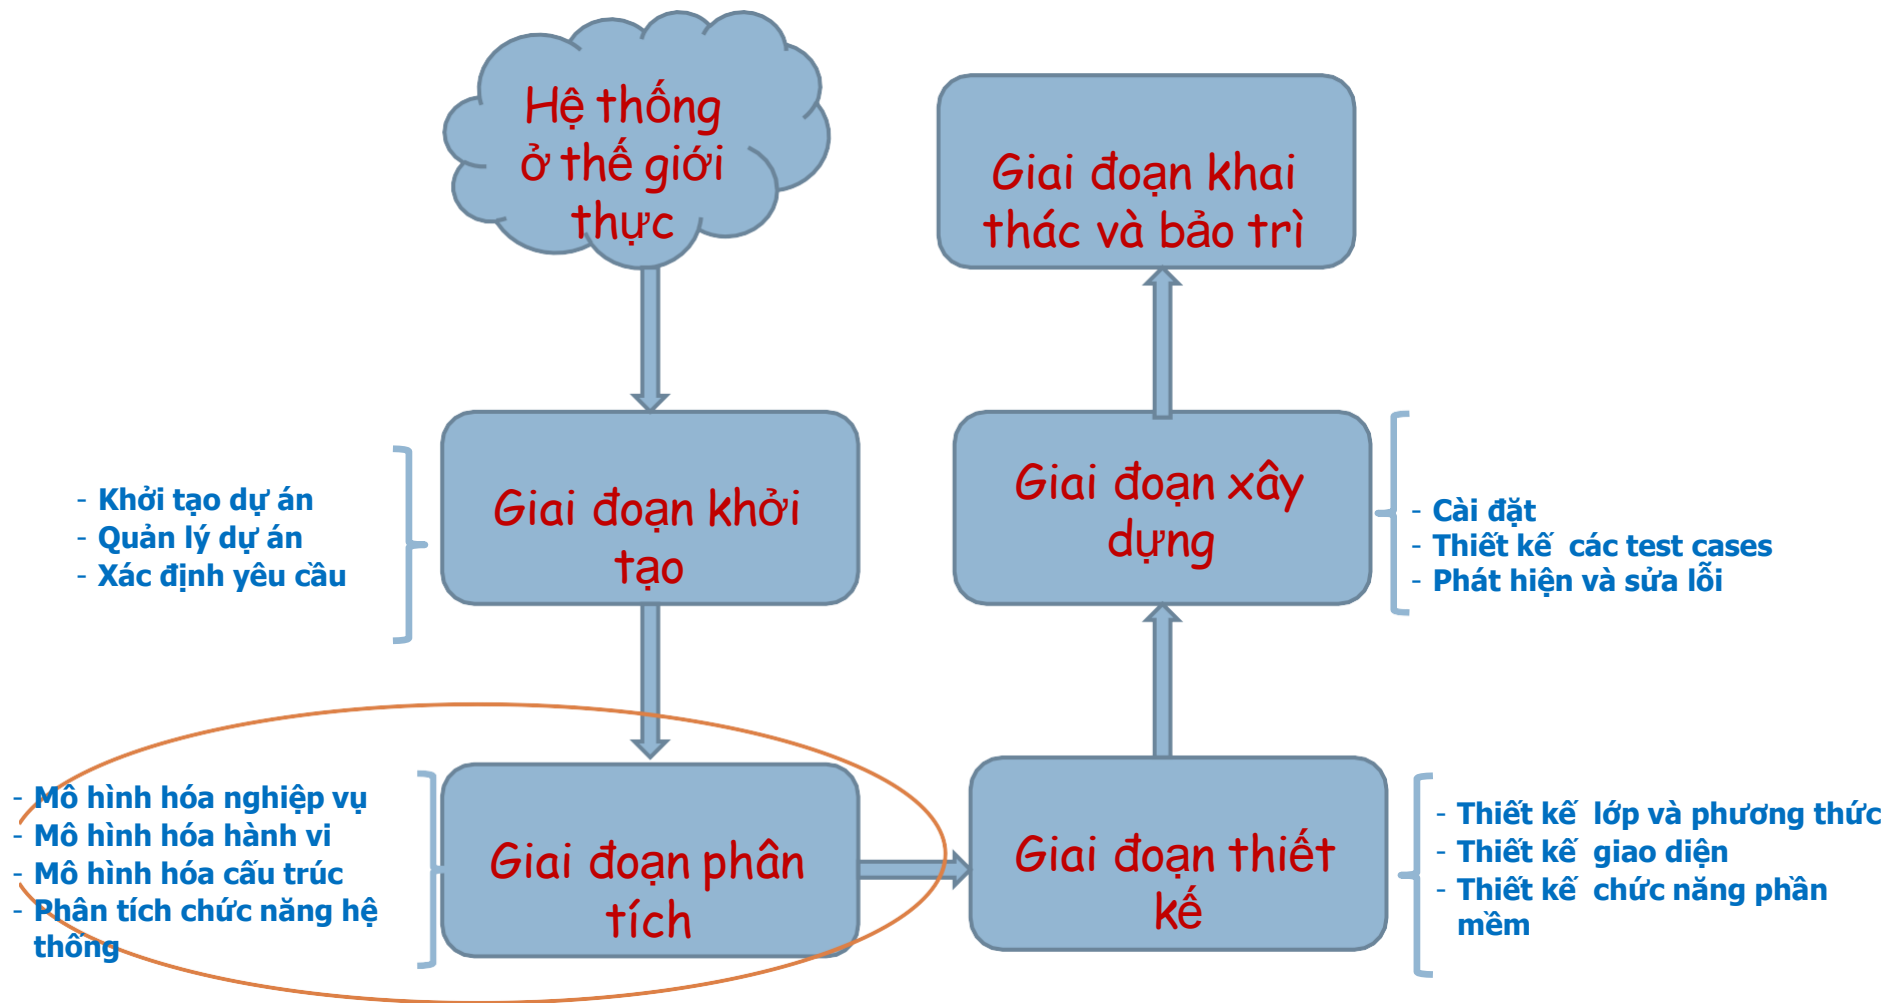 Hệ thống
ở thế giới
thực
Giai đoạn khai
thác và bảo trì
- Khởi tạo dự án
- Quản lý dự án
- Xác định yêu cầu
Giai đoạn khởi
tạo
Giai đoạn xây
dựng
- Cài đặt
- Thiết kế các test cases
- Phát hiện và sửa lỗi
- Mô hình hóa nghiệp vụ
- Mô hình hóa hành vi
- Mô hình hóa cấu trúc
- Phân tích chức năng hệ
thống
Giai đoạn phân
tích
Giai đoạn thiết
kế
- Thiết kế lớp và phương thức
- Thiết kế giao diện
- Thiết kế chức năng phần
mềm